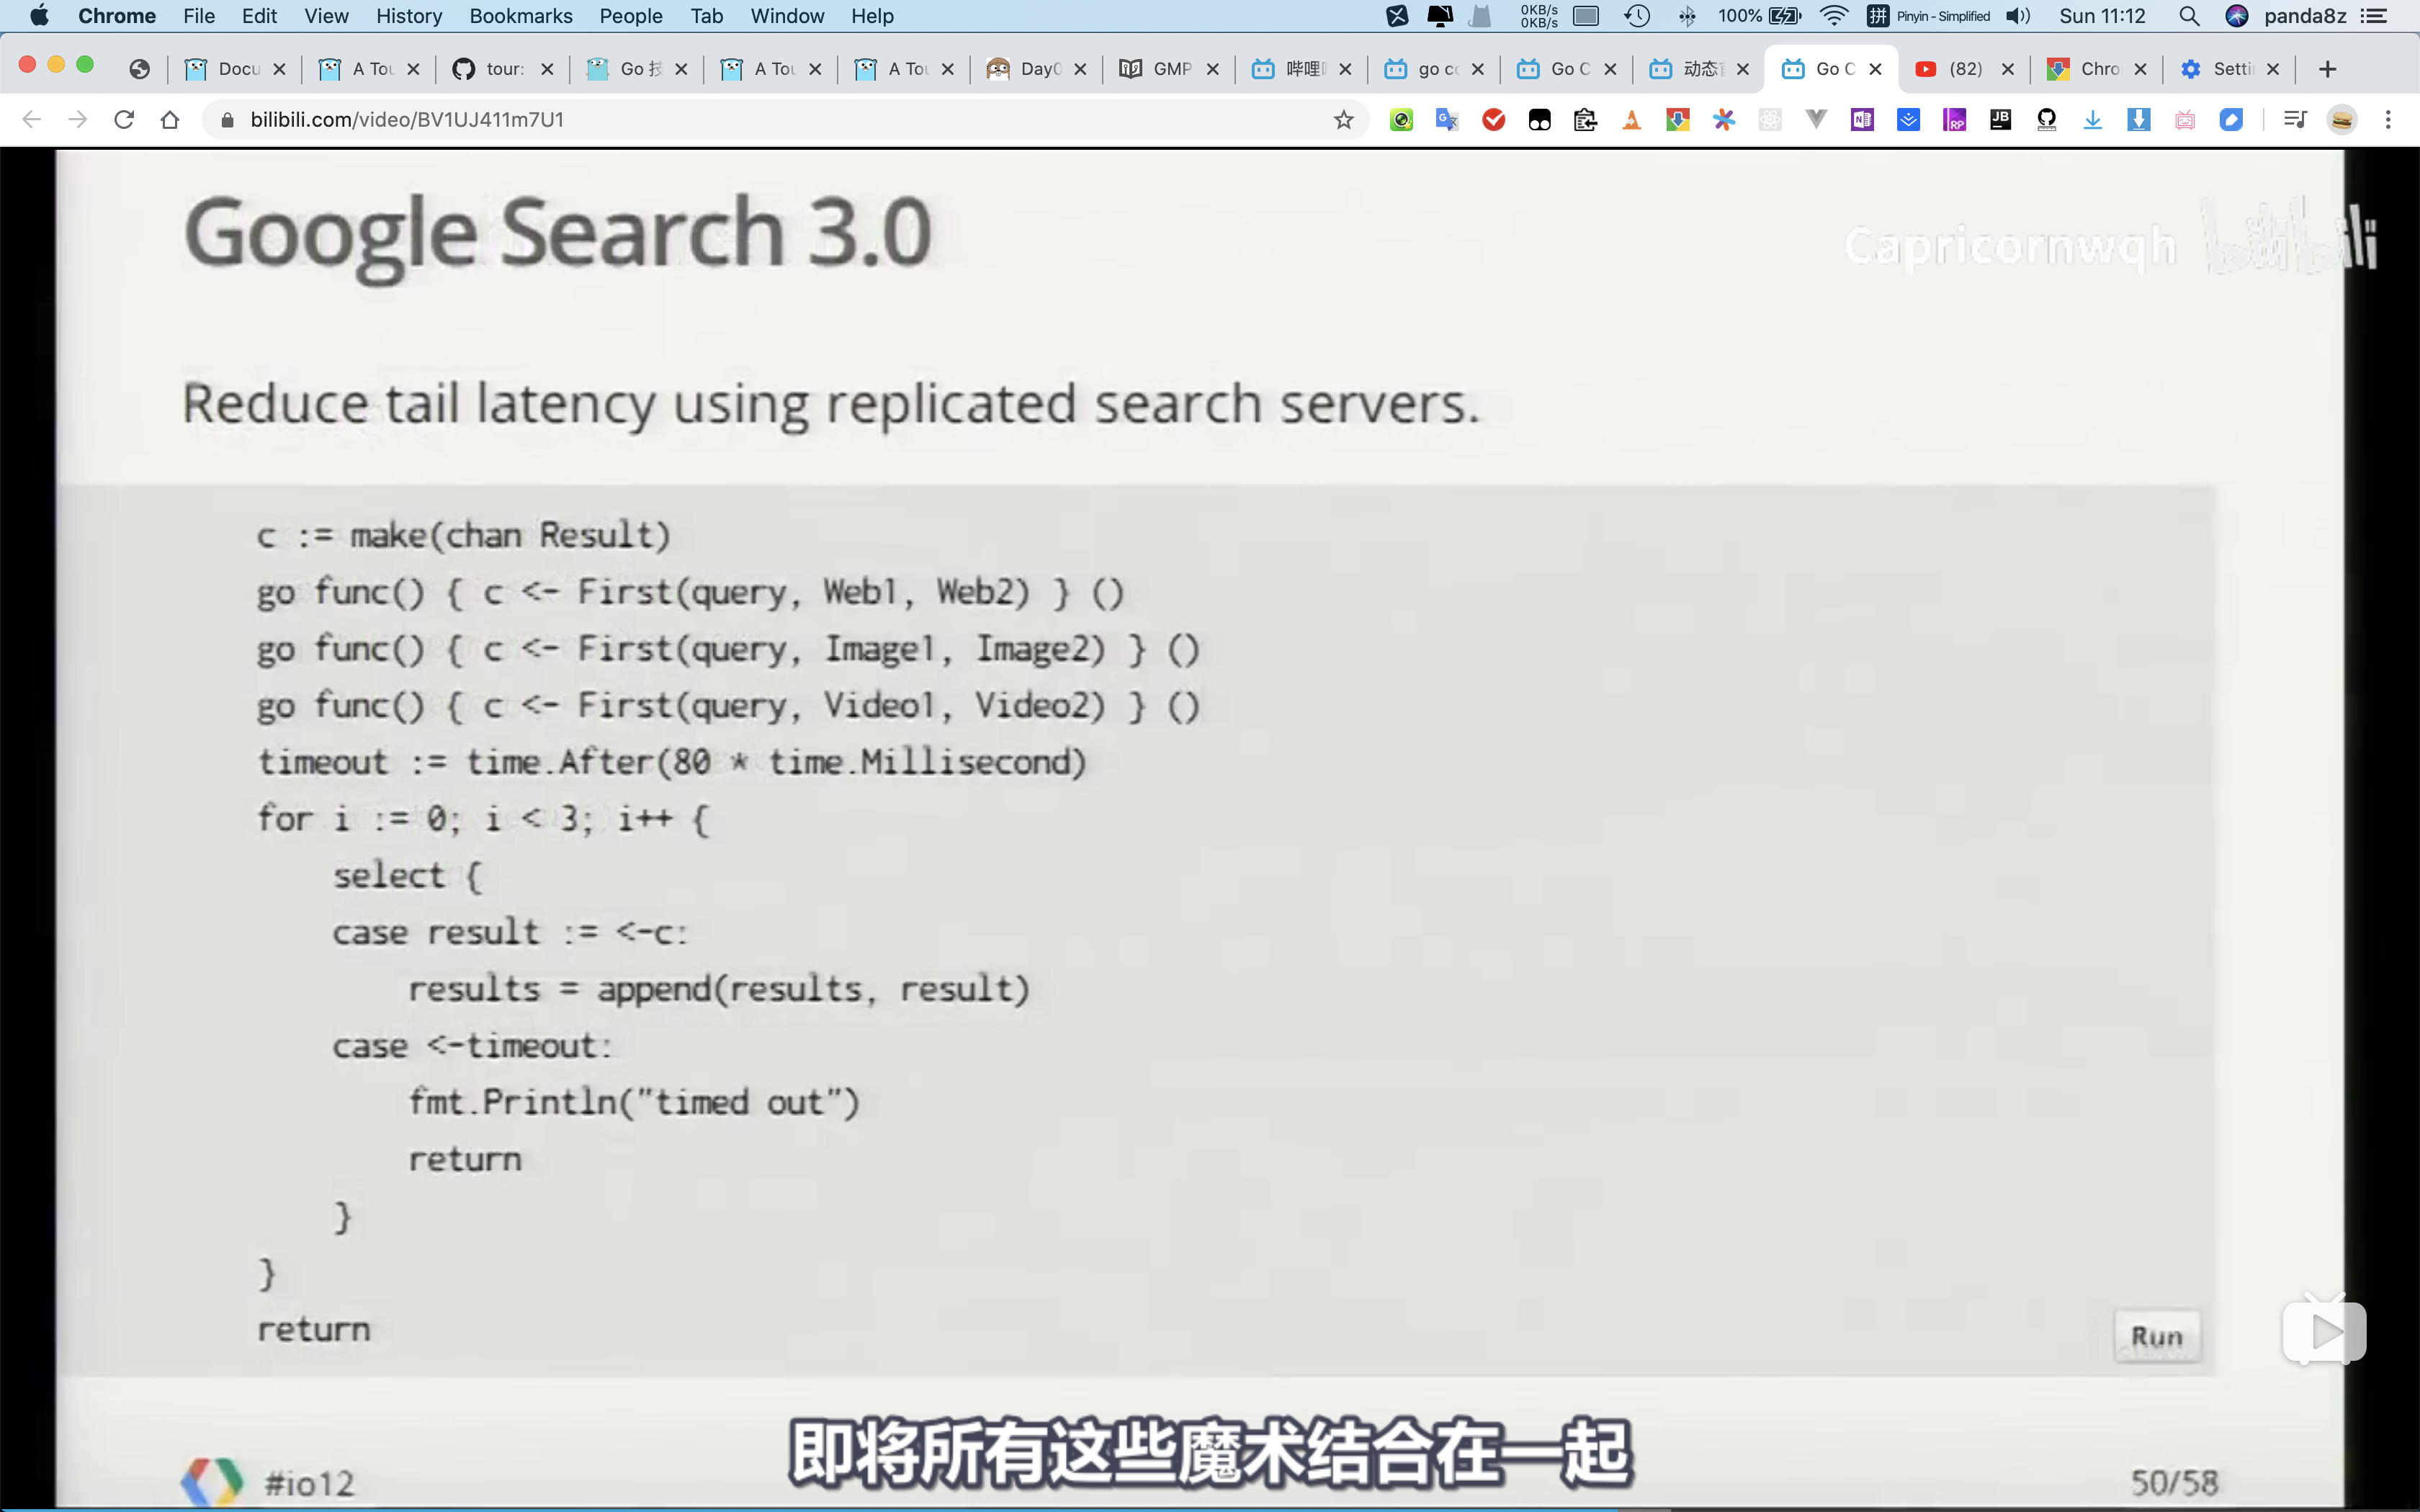 Chrome File Edit View History Bookmarks People Tab Window Help 0KB/s 0KB/s 100% 拼 Pinyin - Simplified Sun 11:12 panda8z
Docu A Tou tour: Go 技 A Tou A Tou Day0 GMP 哔哩 go co Go C 动态 Go C (82) Chro Setti
bilibili.com/video/BV1UJ411m7U1
Google Search 3.0
Capricornwqh bilibili
Reduce tail latency using replicated search servers.
c := make(chan Result)
go func() { c <- First(query, Web1, Web2) } ()
go func() { c <- First(query, Image1, Image2) } ()
go func() { c <- First(query, Video1, Video2) } ()
timeout := time.After(80 * time.Millisecond)
for i := 0; i < 3; i++ {
select {
case result := <-c:
results = append(results, result)
case <-timeout:
fmt.Println("timed out")
return
}
}
return
Run
即将所有这些魔术结合在一起
#io12
50/58